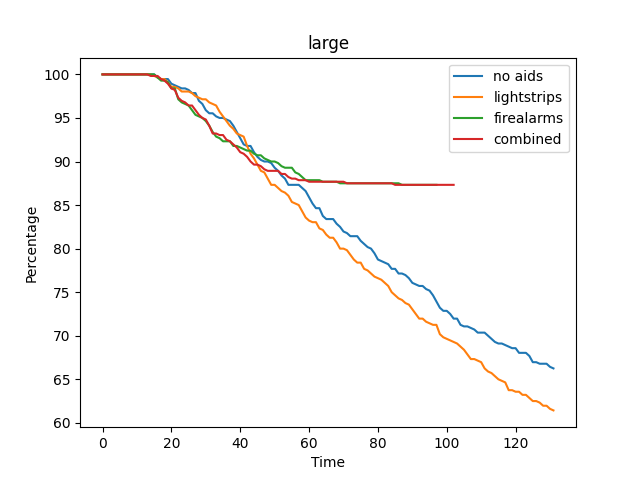 large
100
95
90
85
80
75
70
65
60
Percentage
0 20 40 60 80 100 120
Time
no aids
lightstrips
firealarms
combined